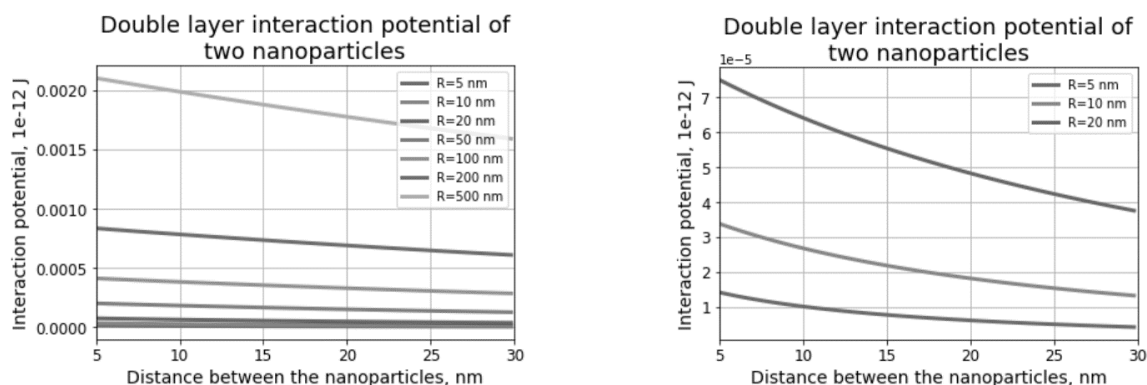 Double layer interaction potential of
two nanoparticles
Interaction potential, 1e-12 J
0.0020
0.0015
0.0010
0.0005
0.0000
R=5 nm
R=10 nm
R=20 nm
R=50 nm
R=100 nm
R=200 nm
R=500 nm
5 10 15 20 25 30
Distance between the nanoparticles, nm
Double layer interaction potential of
two nanoparticles
1e−5
Interaction potential, 1e-12 J
7
6
5
4
3
2
1
R=5 nm
R=10 nm
R=20 nm
5 10 15 20 25 30
Distance between the nanoparticles, nm